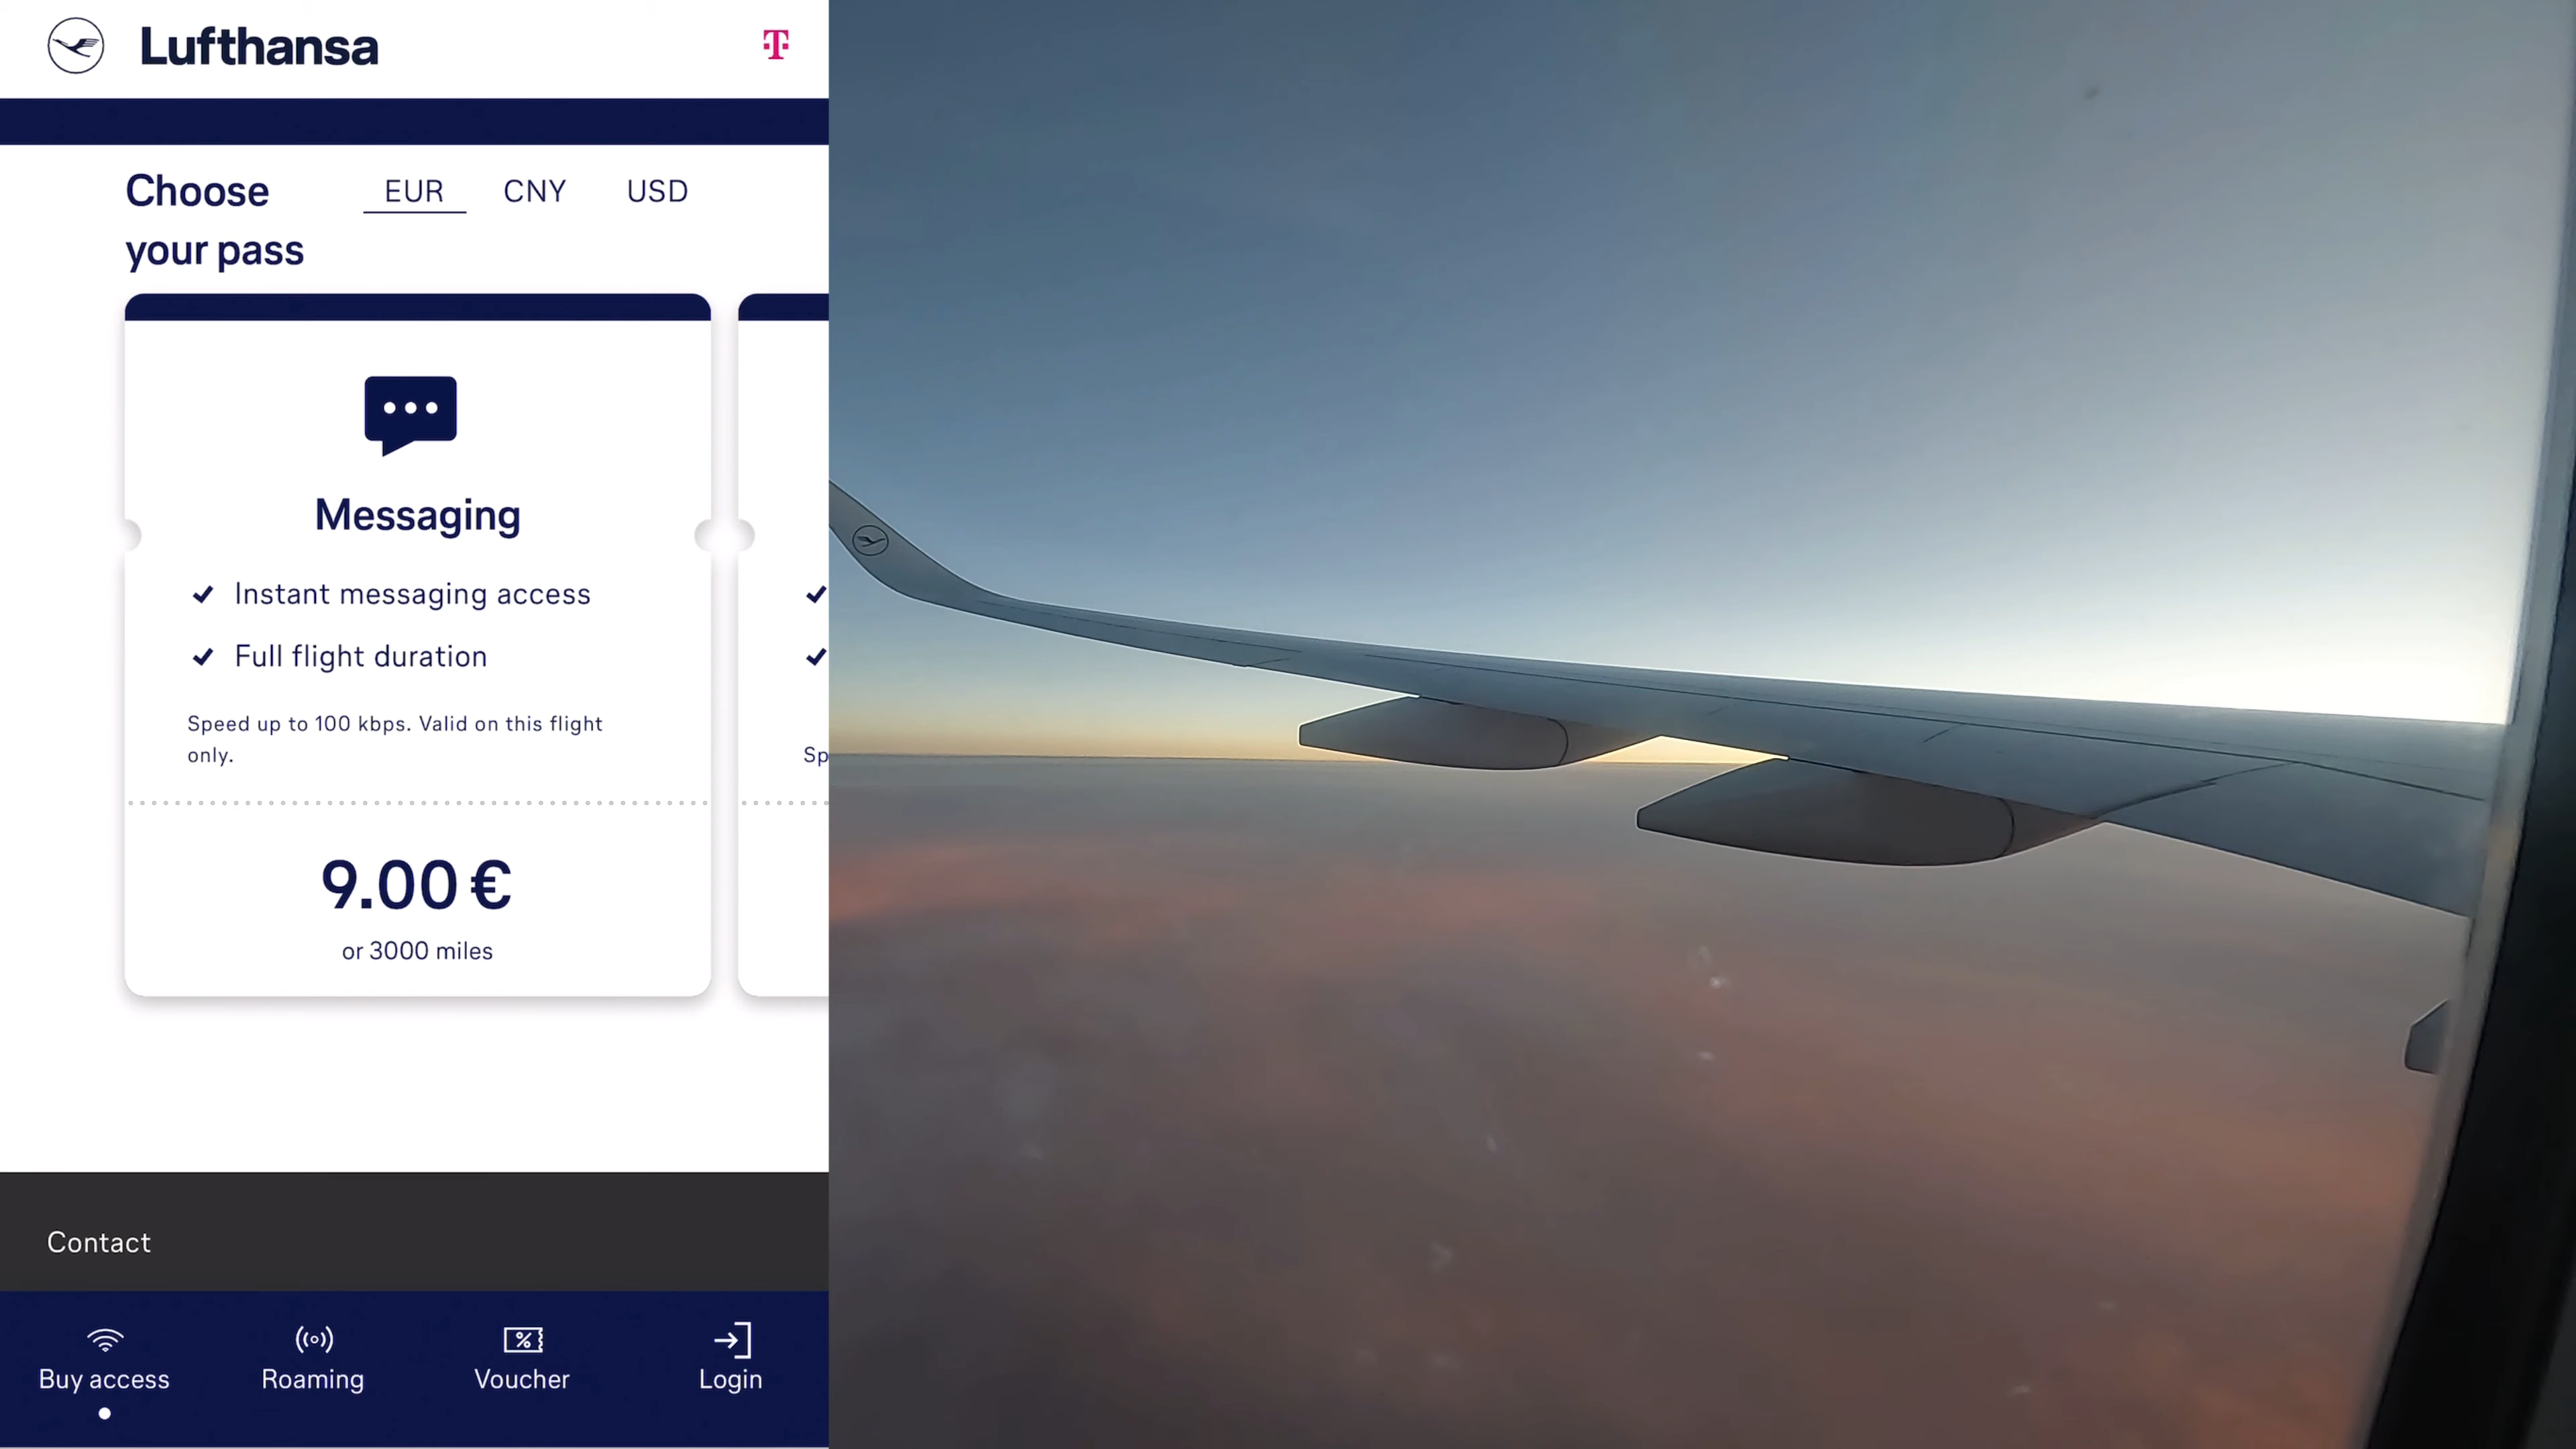 Lufthansa
T
Choose
your pass
EUR CNY USD
Messaging
Instant messaging access
Full flight duration
Speed up to 100 kbps. Valid on this flight
only.
Sp
9.00 €
or 3000 miles
Contact
Buy access
Roaming
Voucher
Login